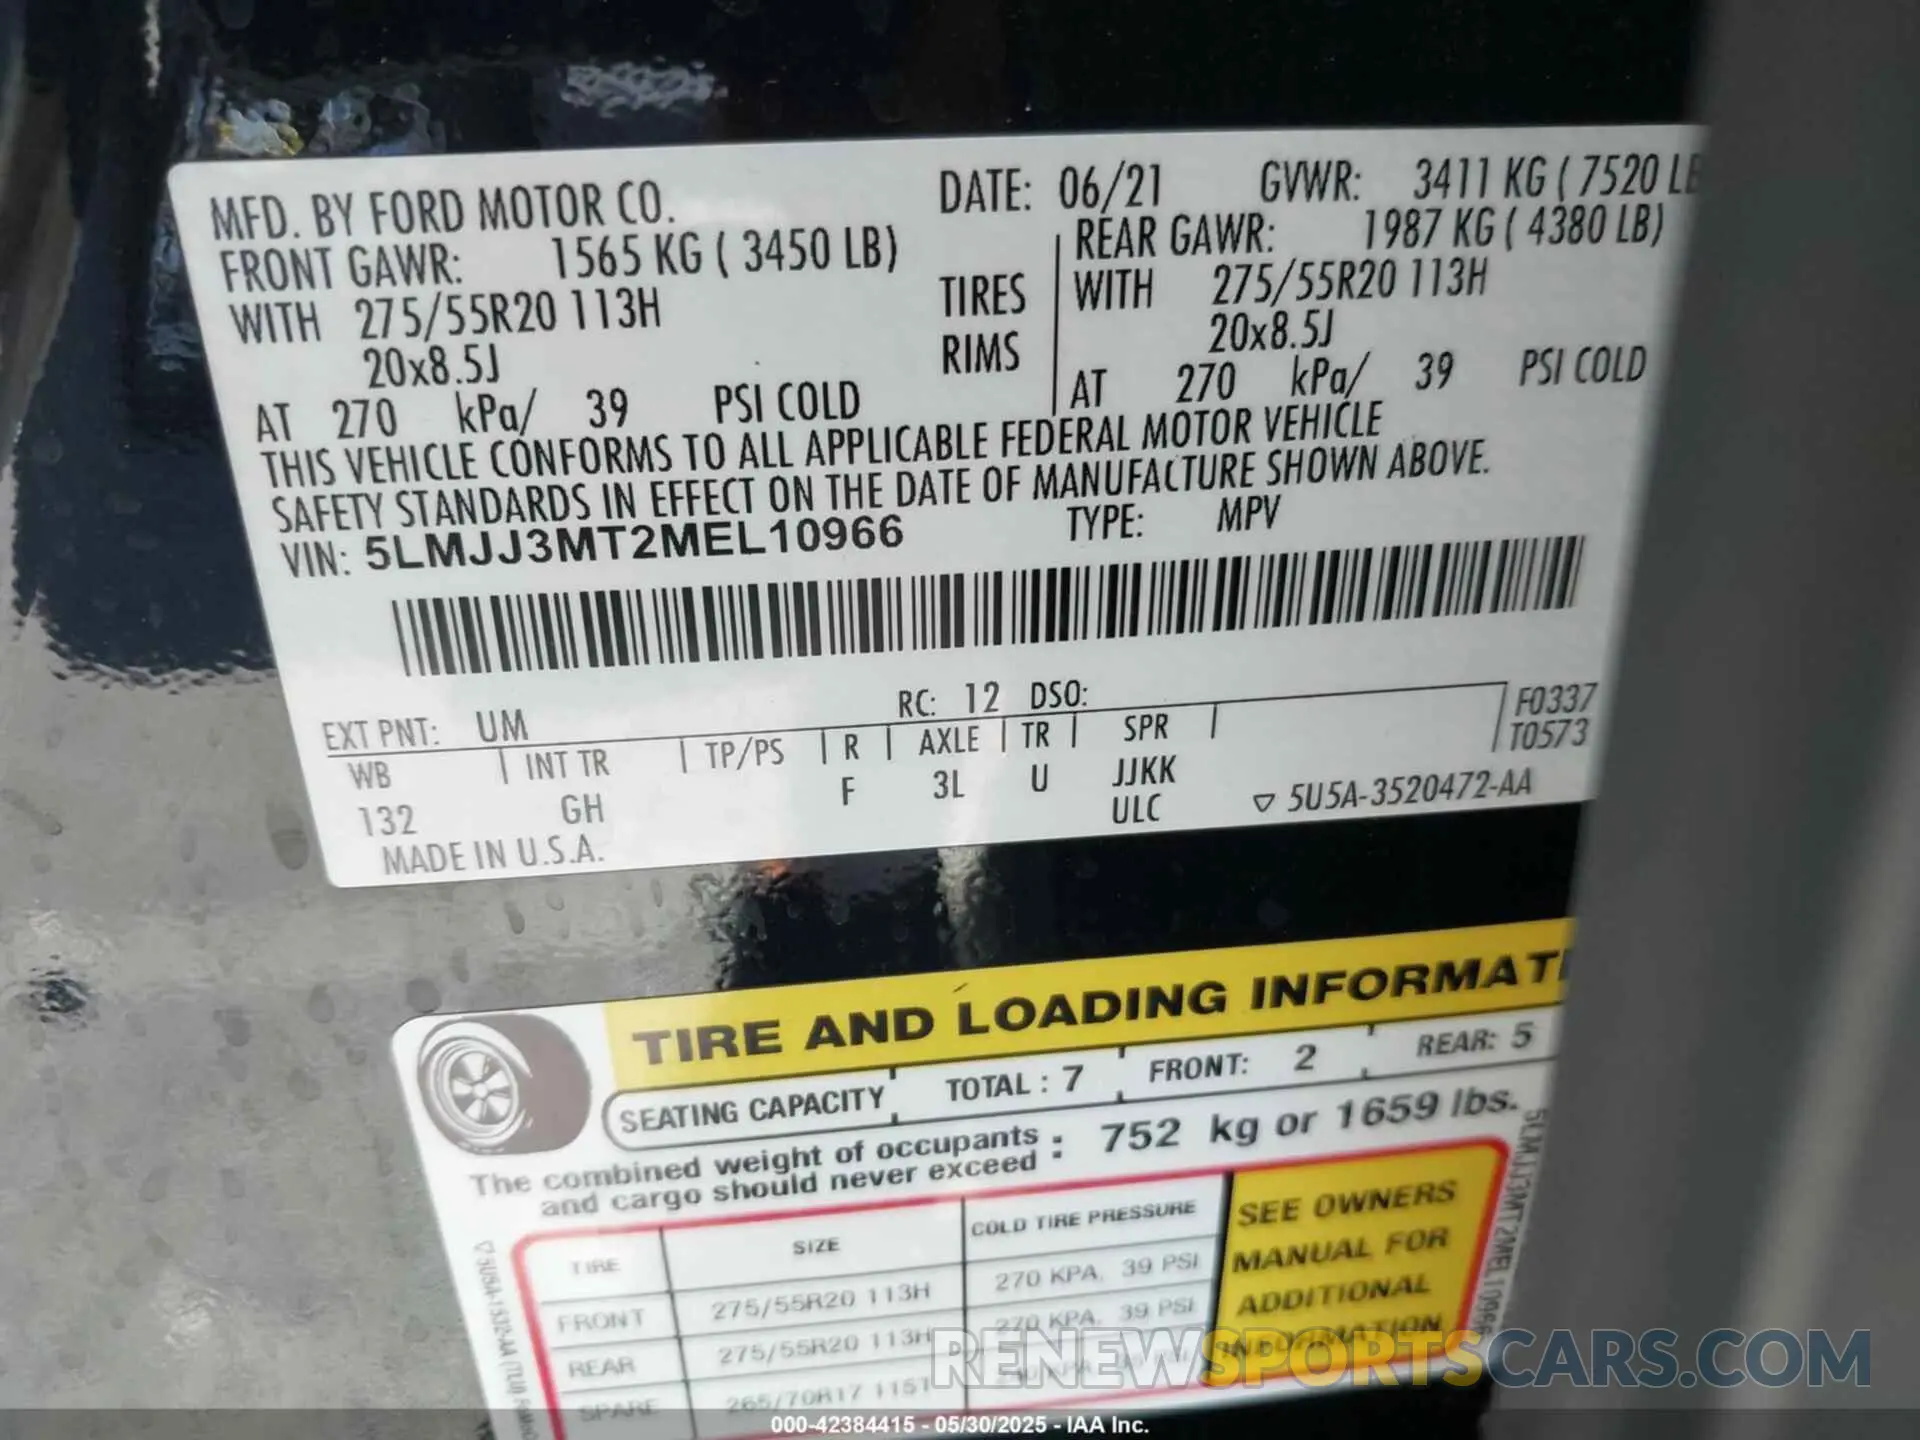 MFD. BY FORD MOTOR CO. DATE: 06/21 GVWR: 3411 KG ( 7520 LB
FRONT GAWR: 1565 KG ( 3450 LB) REAR GAWR: 1987 KG ( 4380 LB)
WITH 275/55R20 113H TIRES WITH 275/55R20 113H
20x8.5J RIMS 20x8.5J
AT 270 kPa/ 39 PSI COLD AT 270 kPa/ 39 PSI COLD
THIS VEHICLE CONFORMS TO ALL APPLICABLE FEDERAL MOTOR VEHICLE
SAFETY STANDARDS IN EFFECT ON THE DATE OF MANUFACTURE SHOWN ABOVE.
VIN: 5LMJJ3MT2MEL10966 TYPE: MPV
EXT PNT: UM RC: 12 DSO: F0337
WB INT TR TP/PS R AXLE TR SPR T0573
132 GH F 3L U JJKK
ULC ▽ 5U5A-3520472-AA
MADE IN U.S.A.
TIRE AND LOADING INFORMATI
SEATING CAPACITY TOTAL : 7 FRONT: 2 REAR: 5
The combined weight of occupants
and cargo should never exceed : 752 kg or 1659 lbs.
TIRE SIZE COLD TIRE PRESSURE
FRONT 275/55R20 113H 270 KPA, 39 PSI
REAR 275/55R20 113H 270 KPA, 39 PSI
SPARE 265/70R17 115T
SEE OWNERS
MANUAL FOR
ADDITIONAL
INFORMATION
5LMJJ3MT2MEL10966
RENEWSPORTSCARS.COM
000-42384415 - 05/30/2025 - IAA Inc.